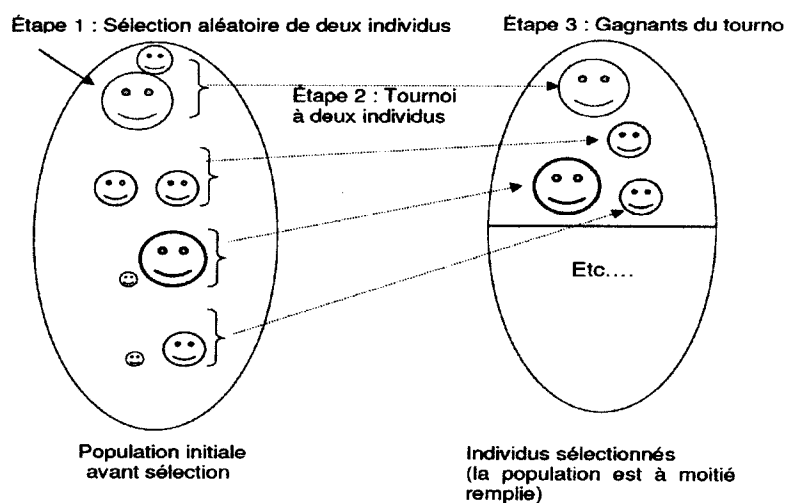 Étape 1 : Sélection aléatoire de deux individus
Étape 3 : Gagnants du tourno
Étape 2 : Tournoi
à deux individus
Etc....
Population initiale
avant sélection
Individus sélectionnés
(la population est à moitié
remplie)